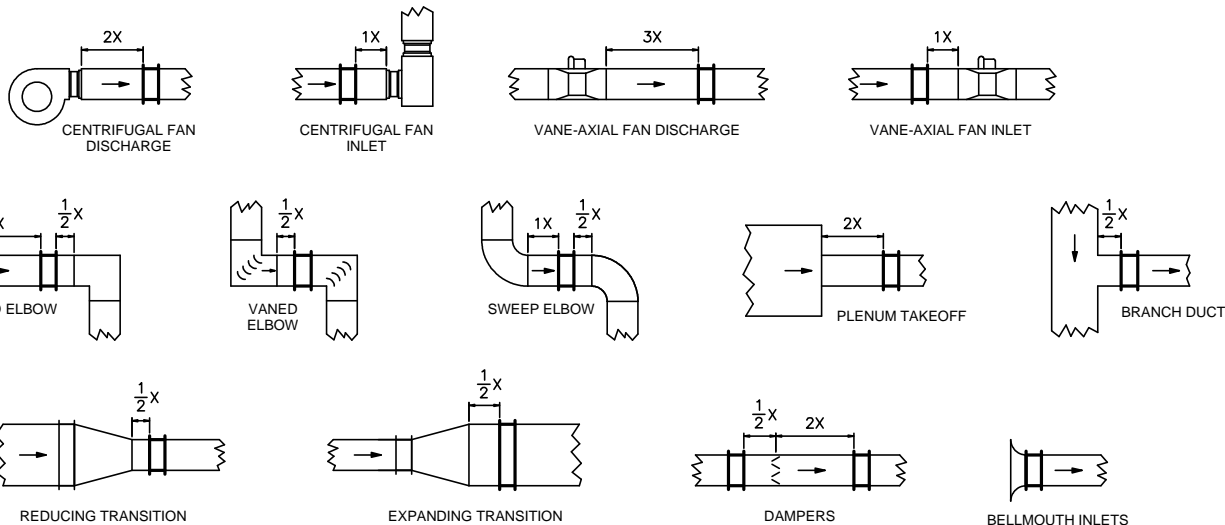 2X
1X
3X
1X
CENTRIFUGAL FAN
DISCHARGE
CENTRIFUGAL FAN
INLET
VANE-AXIAL FAN DISCHARGE
VANE-AXIAL FAN INLET
X
1/2X
1/2X
1X
1/2X
2X
1/2X
ELBOW
VANED
ELBOW
SWEEP ELBOW
PLENUM TAKEOFF
BRANCH DUCT
1/2X
1/2X
1/2X
2X
REDUCING TRANSITION
EXPANDING TRANSITION
DAMPERS
BELLMOUTH INLETS